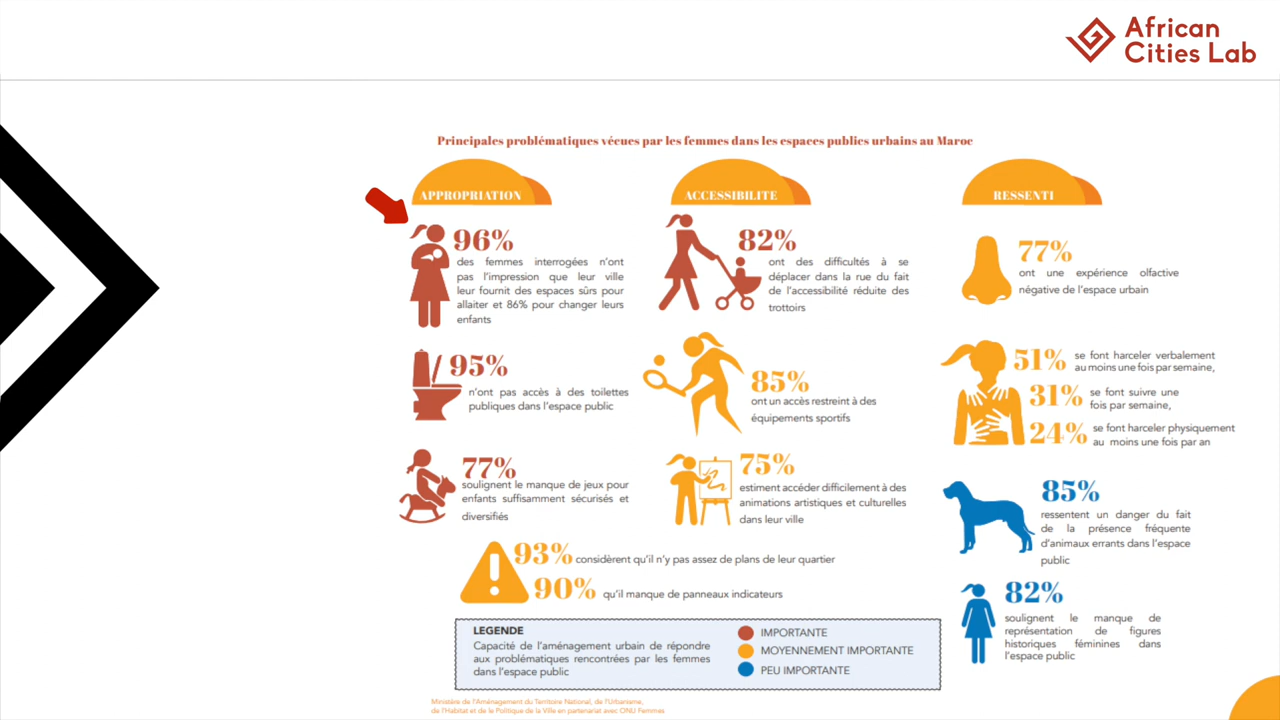 African
Cities Lab
Principales problématiques vécues par les femmes dans les espaces publics urbains au Maroc
APPROPRIATION
96%
des femmes interrogées n'ont
pas l'impression que leur ville
leur fournit des espaces sûrs pour
allaiter et 86% pour changer leurs
enfants
95%
n'ont pas accès à des toilettes
publiques dans l'espace public
77%
soulignent le manque de jeux pour
enfants suffisamment sécurisés et
diversifiés
ACCESSIBILITE
82%
ont des difficultés à se
déplacer dans la rue du fait
de l'accessibilité réduite des
trottoirs
85%
ont un accès restreint à des
équipements sportifs
75%
estiment accéder difficilement à des
animations artistiques et culturelles
dans leur ville
93% considèrent qu'il n'y pas assez de plans de leur quartier
90% qu'il manque de panneaux indicateurs
RESSENTI
77%
ont une expérience olfactive
négative de l'espace urbain
51% se font harceler verbalement
au moins une fois par semaine,
31% se font suivre une
fois par semaine,
24% se font harceler physiquement
au moins une fois par an
85%
ressentent un danger du fait
de la présence fréquente
d'animaux errants dans l'espace
public
82%
soulignent le manque de
représentation de figures
historiques féminines dans
l'espace public
LEGENDE
Capacité de l'aménagement urbain de répondre
aux problématiques rencontrées par les femmes
dans l'espace public
IMPORTANTE
MOYENNEMENT IMPORTANTE
PEU IMPORTANTE
Ministère de l'Aménagement du Territoire National, de l'Urbanisme,
de l'Habitat et de le Politique de la Ville en partenariat avec ONU Femmes